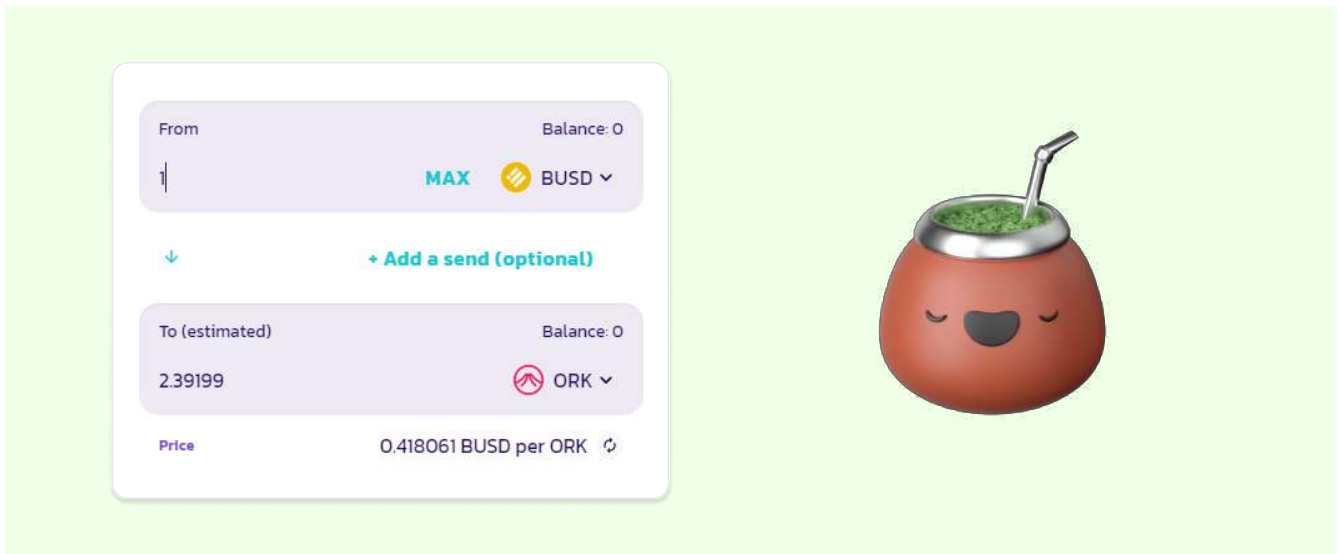 From Balance: 0
1 MAX BUSD
+ Add a send (optional)
To (estimated) Balance: 0
2.39199 ORK
Price 0.418061 BUSD per ORK